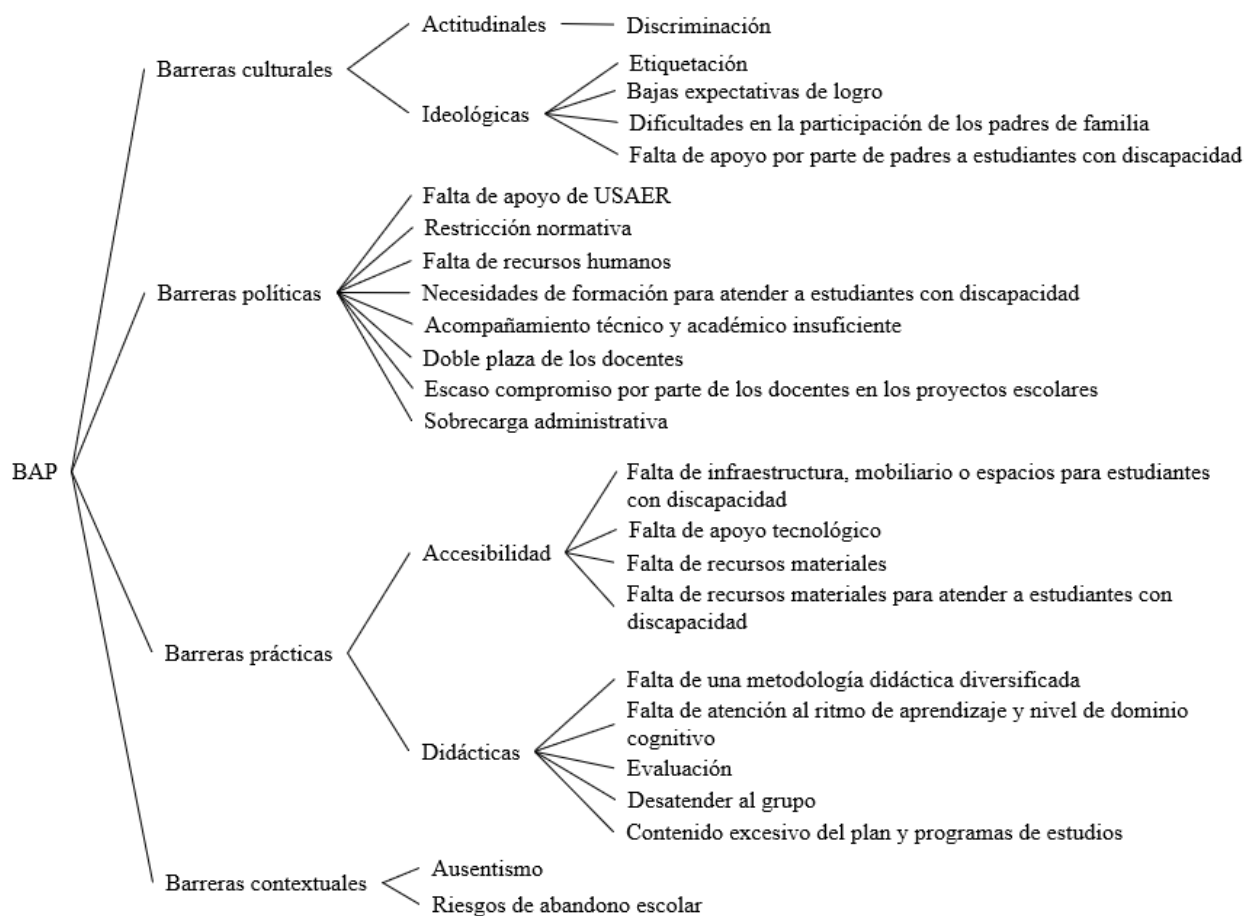 BAP
Barreras culturales
Actitudinales
Discriminación
Ideológicas
Etiquetación
Bajas expectativas de logro
Dificultades en la participación de los padres de familia
Falta de apoyo por parte de padres a estudiantes con discapacidad
Barreras políticas
Falta de apoyo de USAER
Restricción normativa
Falta de recursos humanos
Necesidades de formación para atender a estudiantes con discapacidad
Acompañamiento técnico y académico insuficiente
Doble plaza de los docentes
Escaso compromiso por parte de los docentes en los proyectos escolares
Sobrecarga administrativa
Barreras prácticas
Accesibilidad
Falta de infraestructura, mobiliario o espacios para estudiantes
con discapacidad
Falta de apoyo tecnológico
Falta de recursos materiales
Falta de recursos materiales para atender a estudiantes con
discapacidad
Didácticas
Falta de una metodología didáctica diversificada
Falta de atención al ritmo de aprendizaje y nivel de dominio
cognitivo
Evaluación
Desatender al grupo
Contenido excesivo del plan y programas de estudios
Barreras contextuales
Ausentismo
Riesgos de abandono escolar